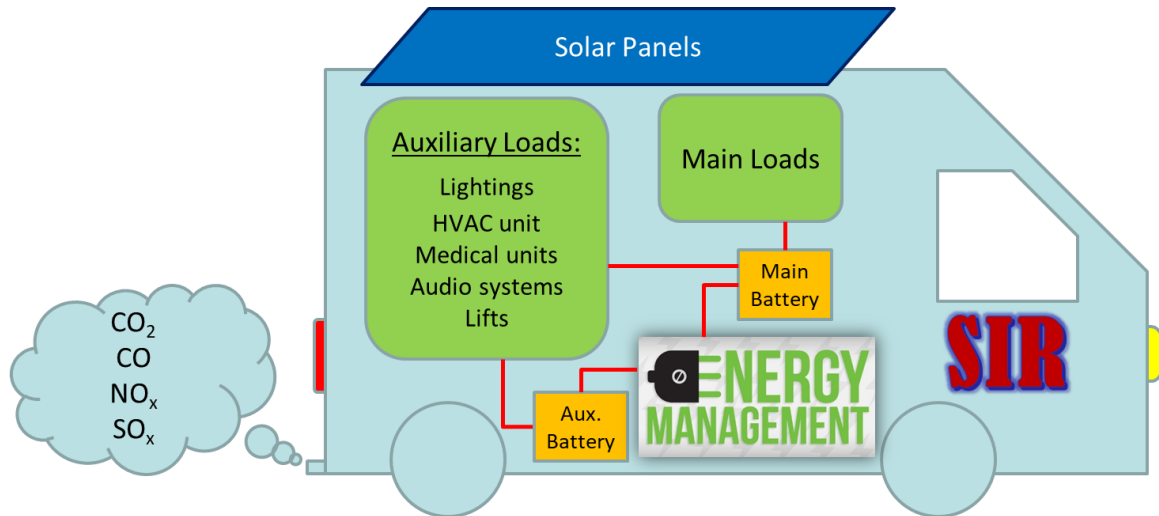 Solar Panels
Auxiliary Loads:
Lightings
HVAC unit
Medical units
Audio systems
Lifts
Main Loads
Main
Battery
CO₂
CO
NOₓ
SOₓ
Aux.
Battery
ENERGY
MANAGEMENT
SIR